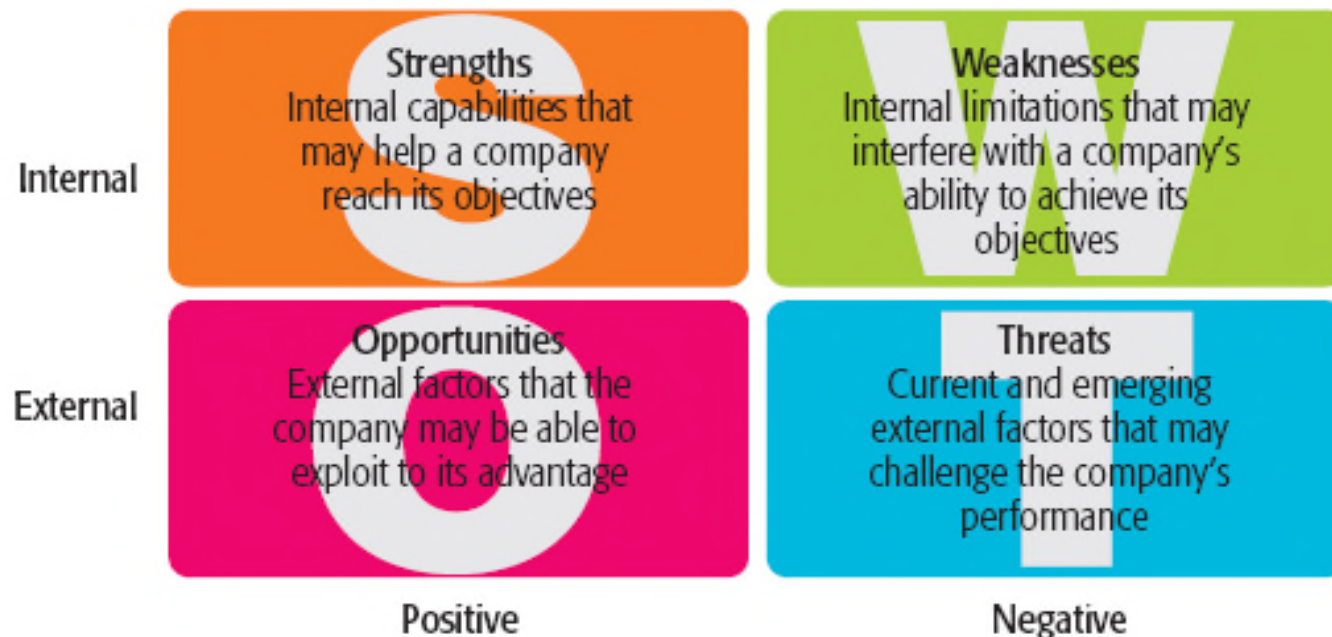 Strengths
Internal capabilities that
may help a company
reach its objectives
Weaknesses
Internal limitations that may
interfere with a company's
ability to achieve its
objectives
Internal
Opportunities
External factors that the
company may be able to
exploit to its advantage
Threats
Current and emerging
external factors that may
challenge the company's
performance
External
Positive
Negative
S
W
O
T